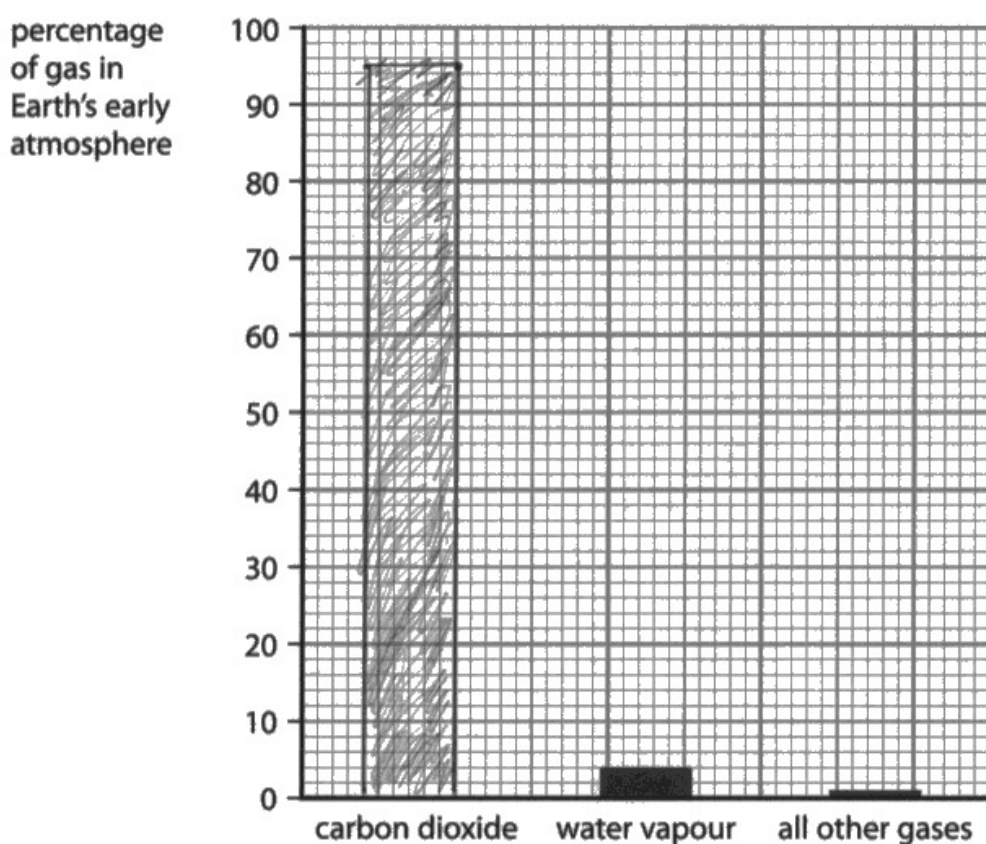 percentage
of gas in
Earth's early
atmosphere
100
90
80
70
60
50
40
30
20
10
0
carbon dioxide water vapour all other gases